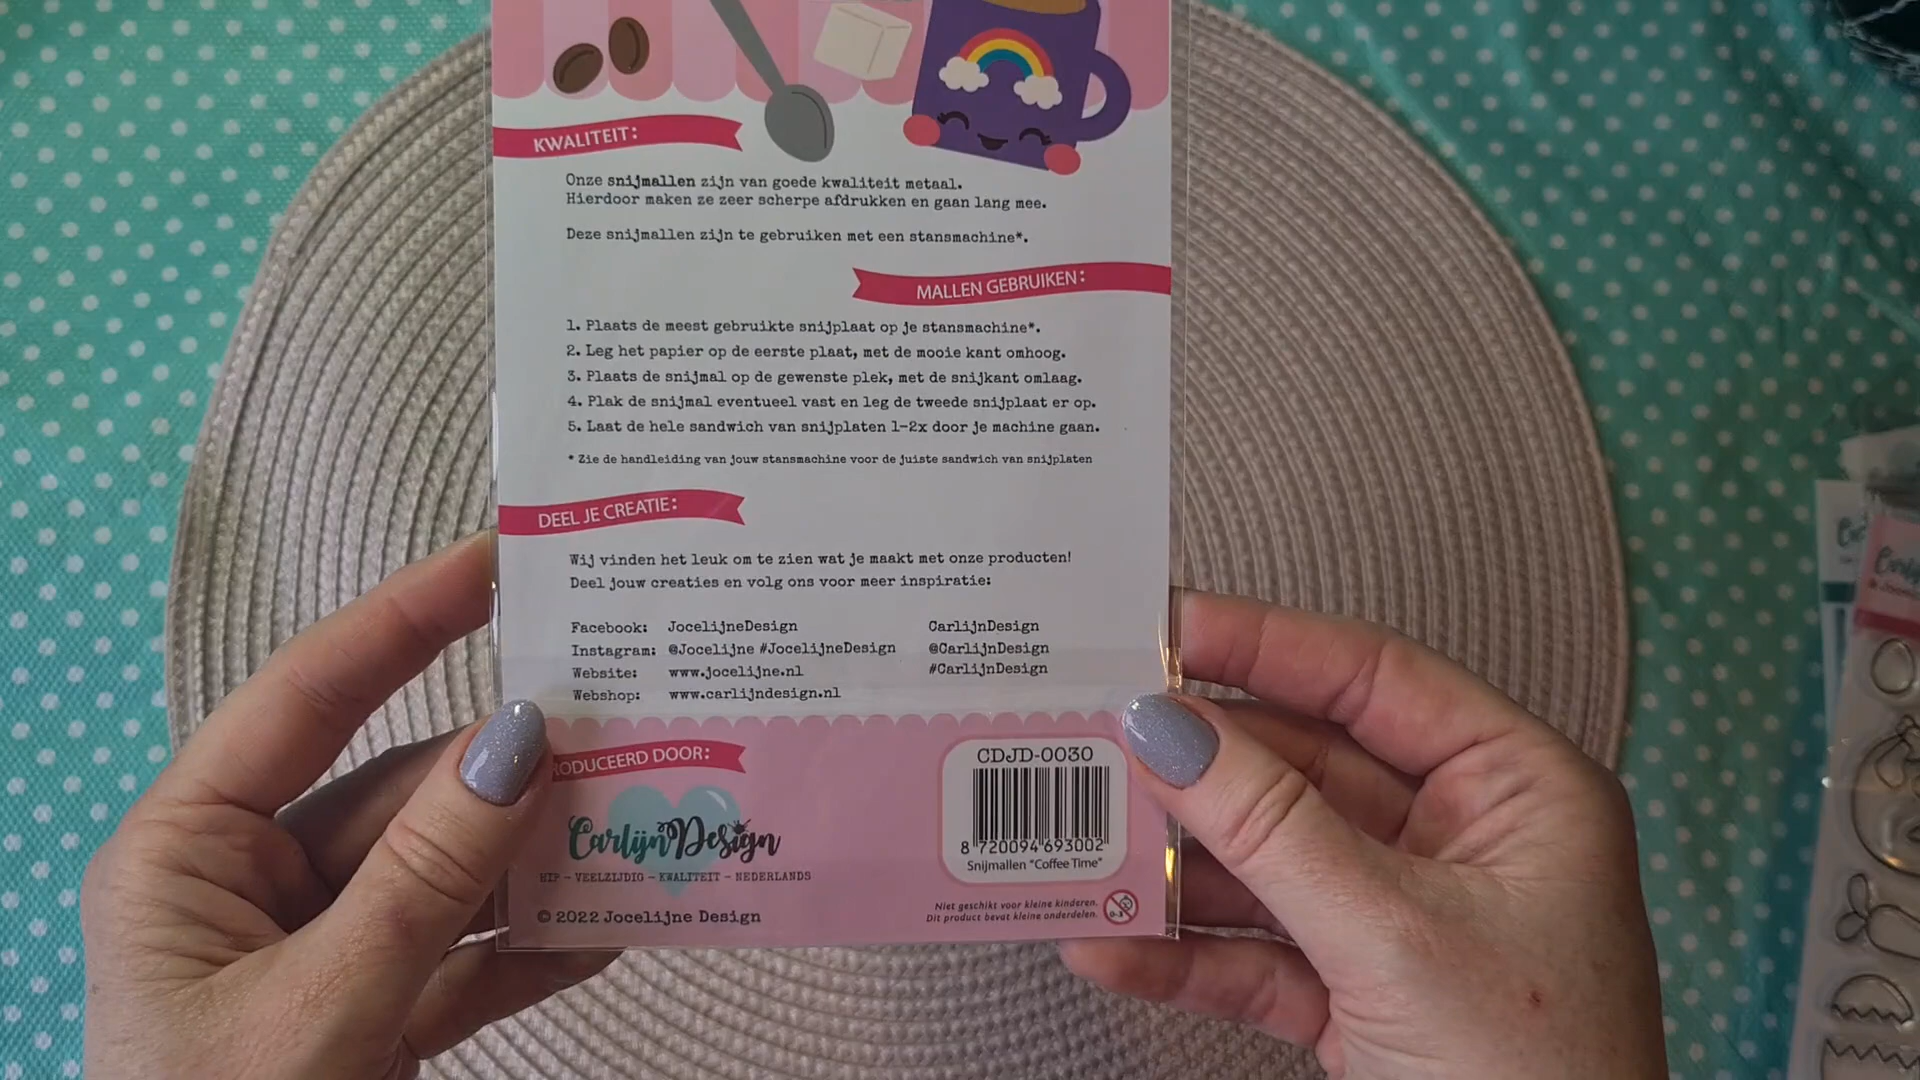 KWALITEIT:
Onze snijmallen zijn van goede kwaliteit metaal.
Hierdoor maken ze zeer scherpe afdrukken en gaan lang mee.
Deze snijmallen zijn te gebruiken met een stansmachine*.
MALLEN GEBRUIKEN:
1. Plaats de meest gebruikte snijplaat op je stansmachine*.
2. Leg het papier op de eerste plaat, met de mooie kant omhoog.
3. Plaats de snijmal op de gewenste plek, met de snijkant omlaag.
4. Plak de snijmal eventueel vast en leg de tweede snijplaat er op.
5. Laat de hele sandwich van snijplaten 1-2x door je machine gaan.
* Zie de handleiding van jouw stansmachine voor de juiste sandwich van snijplaten
DEEL JE CREATIE:
Wij vinden het leuk om te zien wat je maakt met onze producten!
Deel jouw creaties en volg ons voor meer inspiratie:
Facebook: JocelijneDesign CarlijnDesign
Instagram: @Jocelijne #JocelijneDesign @CarlijnDesign
#CarlijnDesign
Website: www.jocelijne.nl
Webshop: www.carlijndesign.nl
RODUCEERD DOOR:
CarlijnDesign
HIP - VEELZIJDIG - KWALITEIT - NEDERLANDS
© 2022 Jocelijne Design
CDJD-0030
8 720094 693002
Snijmallen "Coffee Time"
Niet geschikt voor kleine kinderen.
Dit product bevat kleine onderdelen.
0-3